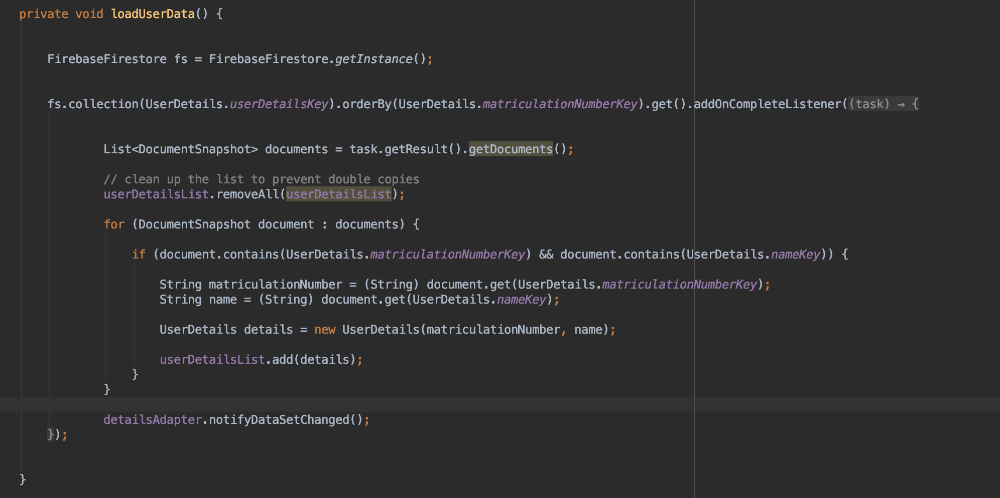 private void loadUserData() {
FirebaseFirestore fs = FirebaseFirestore.getInstance();
fs.collection(UserDetails.userDetailsKey).orderBy(UserDetails.matriculationNumberKey).get().addOnCompleteListener((task) → {
List<DocumentSnapshot> documents = task.getResult().getDocuments();
// clean up the list to prevent double copies
userDetailsList.removeAll(userDetailsList);
for (DocumentSnapshot document : documents) {
if (document.contains(UserDetails.matriculationNumberKey) && document.contains(UserDetails.nameKey)) {
String matriculationNumber = (String) document.get(UserDetails.matriculationNumberKey);
String name = (String) document.get(UserDetails.nameKey);
UserDetails details = new UserDetails(matriculationNumber, name);
userDetailsList.add(details);
}
}
detailsAdapter.notifyDataSetChanged();
});
}